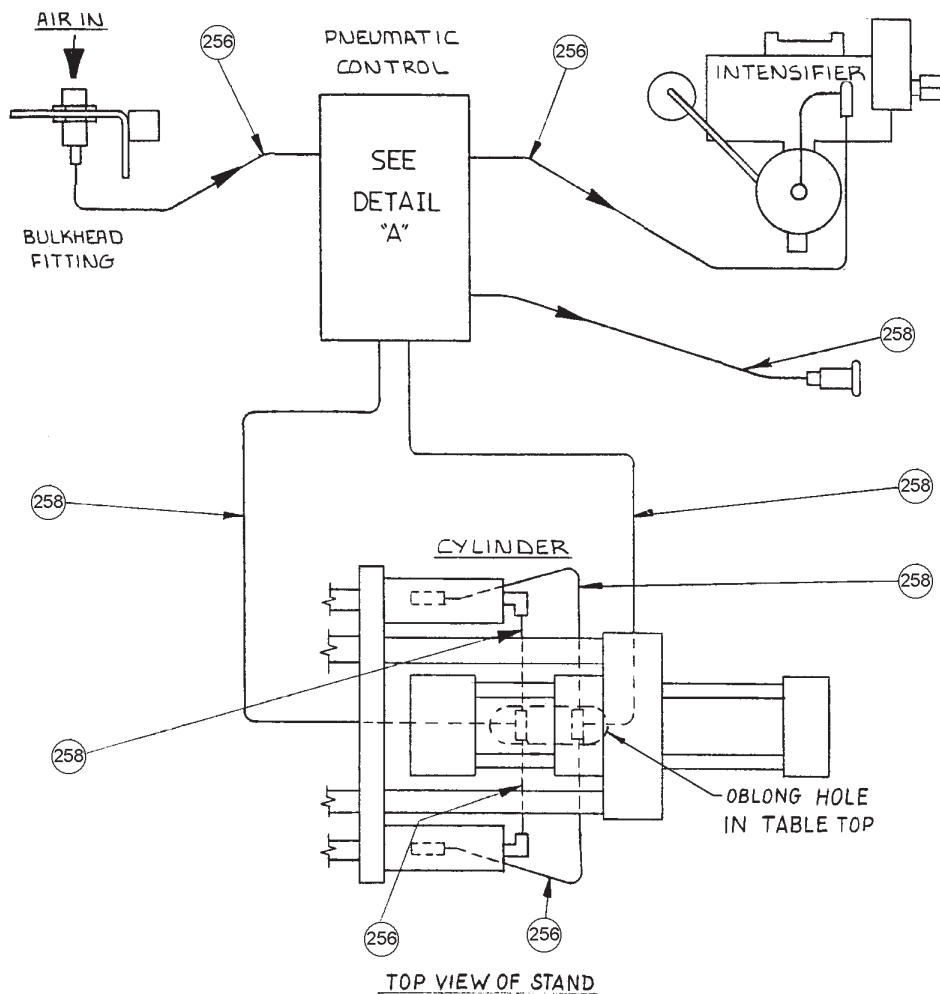 AIR IN
256
PNEUMATIC
CONTROL
256
INTENSIFIER
SEE
DETAIL
"A"
BULKHEAD
FITTING
258
258
258
CYLINDER
258
258
OBLONG HOLE
IN TABLE TOP
256
256
TOP VIEW OF STAND